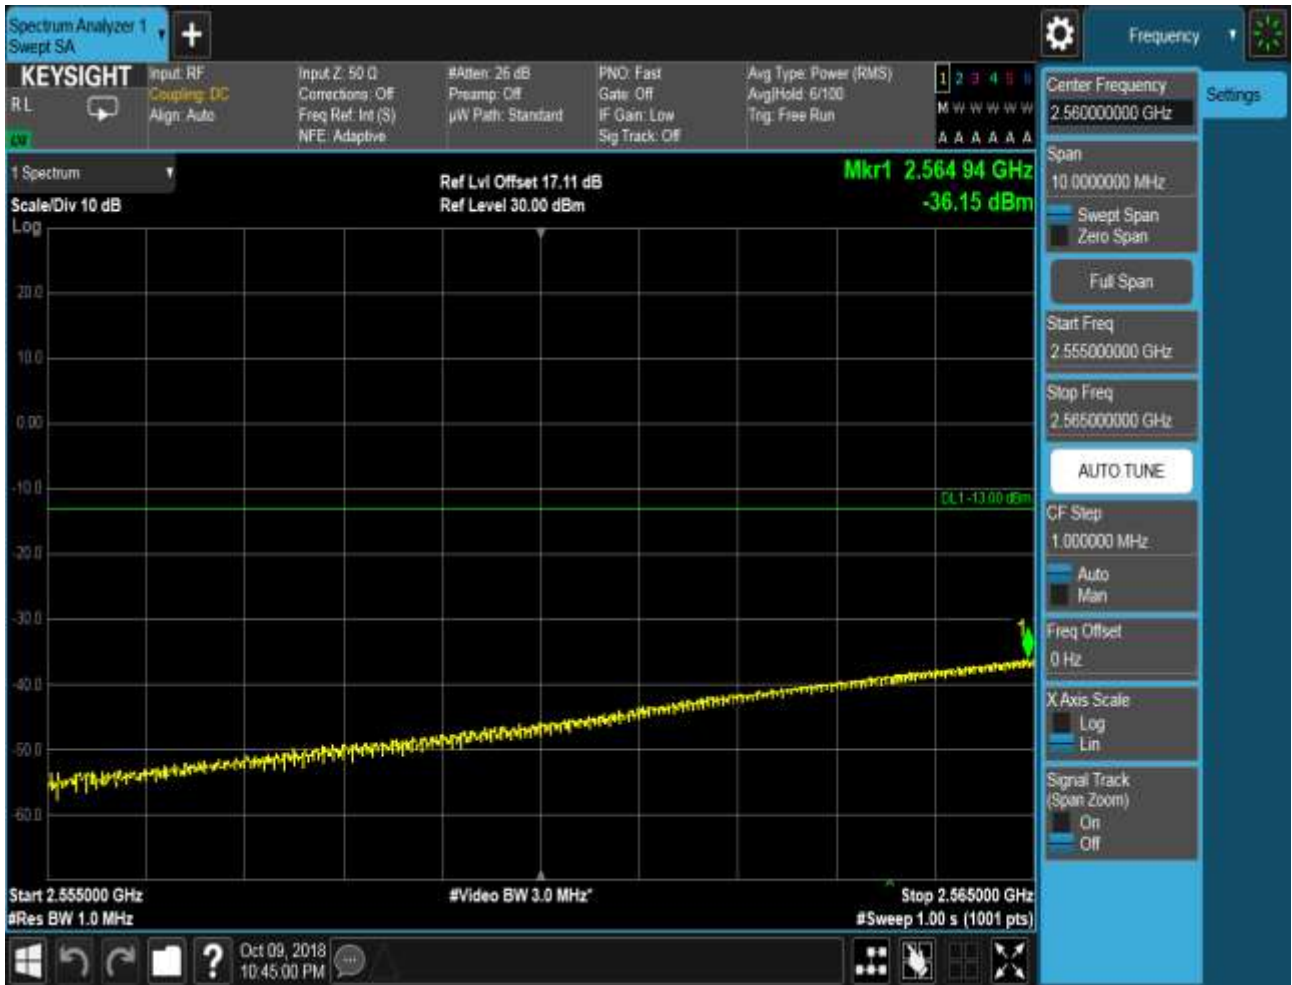 Spectrum Analyzer 1
Swept SA
Frequency
KEYSIGHT
RL
Input: RF
Coupling: DC
Align: Auto
Input Z: 50 Ω
Corrections: Off
Freq Ref: Int (S)
NFE: Adaptive
#Atten: 26 dB
Preamp: Off
µW Path: Standard
PNO: Fast
Gate: Off
IF Gain: Low
Sig Track: Off
Avg Type: Power (RMS)
Avg|Hold: 6/100
Trig: Free Run
1 2 3 4 5 6
M W W W W W
A A A A A A
1 Spectrum
Scale/Div 10 dB
Log
Ref Lvl Offset 17.11 dB
Ref Level 30.00 dBm
Mkr1 2.564 94 GHz
-36.15 dBm
20.0
10.0
0.00
-10.0
-20.0
-30.0
-40.0
-50.0
-60.0
DL1 -13.00 dBm
1
Start 2.555000 GHz
#Res BW 1.0 MHz
#Video BW 3.0 MHz*
Stop 2.565000 GHz
#Sweep 1.00 s (1001 pts)
Center Frequency
2.560000000 GHz
Settings
Span
10.0000000 MHz
Swept Span
Zero Span
Full Span
Start Freq
2.555000000 GHz
Stop Freq
2.565000000 GHz
AUTO TUNE
CF Step
1.000000 MHz
Auto
Man
Freq Offset
0 Hz
X Axis Scale
Log
Lin
Signal Track
(Span Zoom)
On
Off
?
Oct 09, 2018
10:45:00 PM